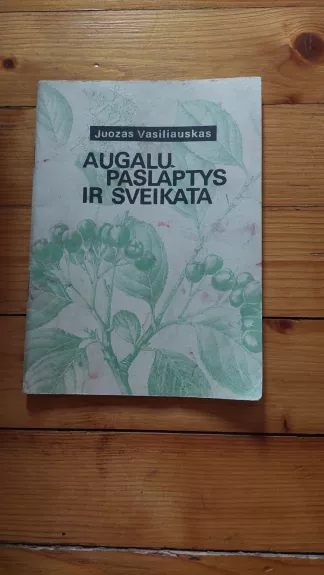 Juozas Vasiliauskas
AUGALŲ
PASLAPTYS
IR SVEIKATA